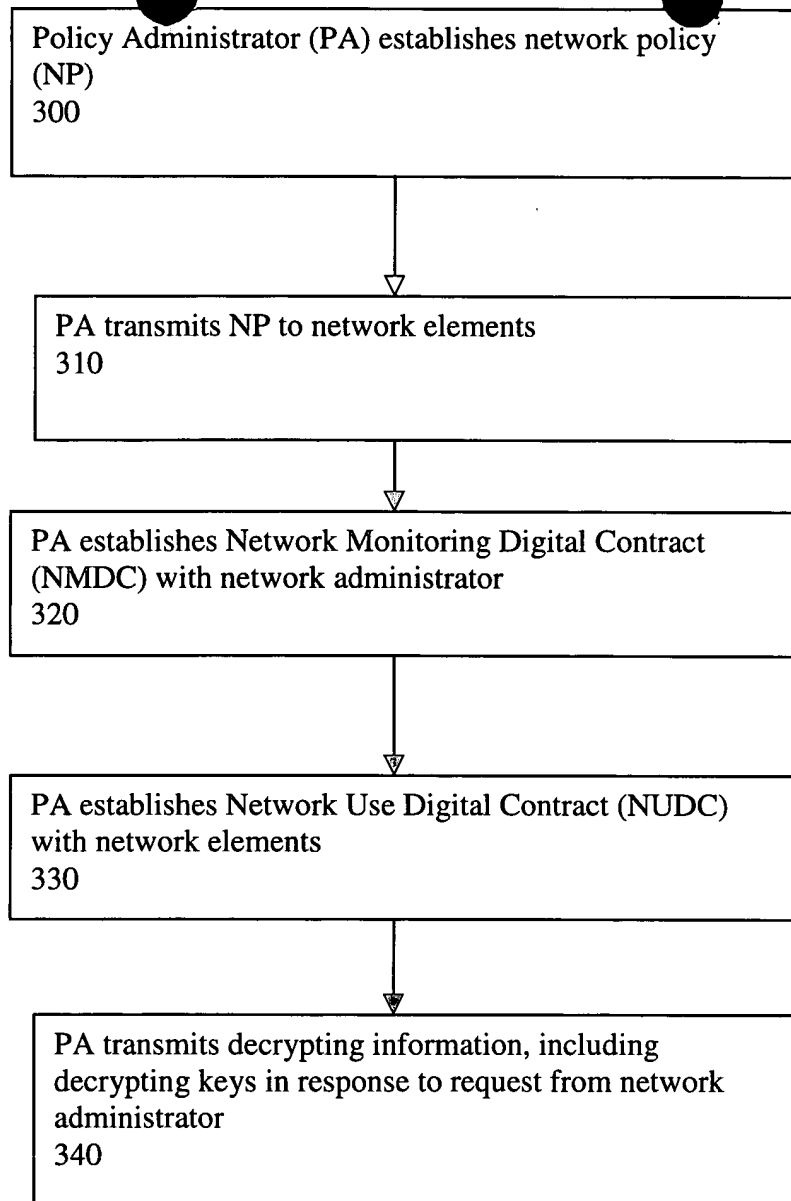 Policy Administrator (PA) establishes network policy
(NP)
300
PA transmits NP to network elements
310
PA establishes Network Monitoring Digital Contract
(NMDC) with network administrator
320
PA establishes Network Use Digital Contract (NUDC)
with network elements
330
PA transmits decrypting information, including
decrypting keys in response to request from network
administrator
340